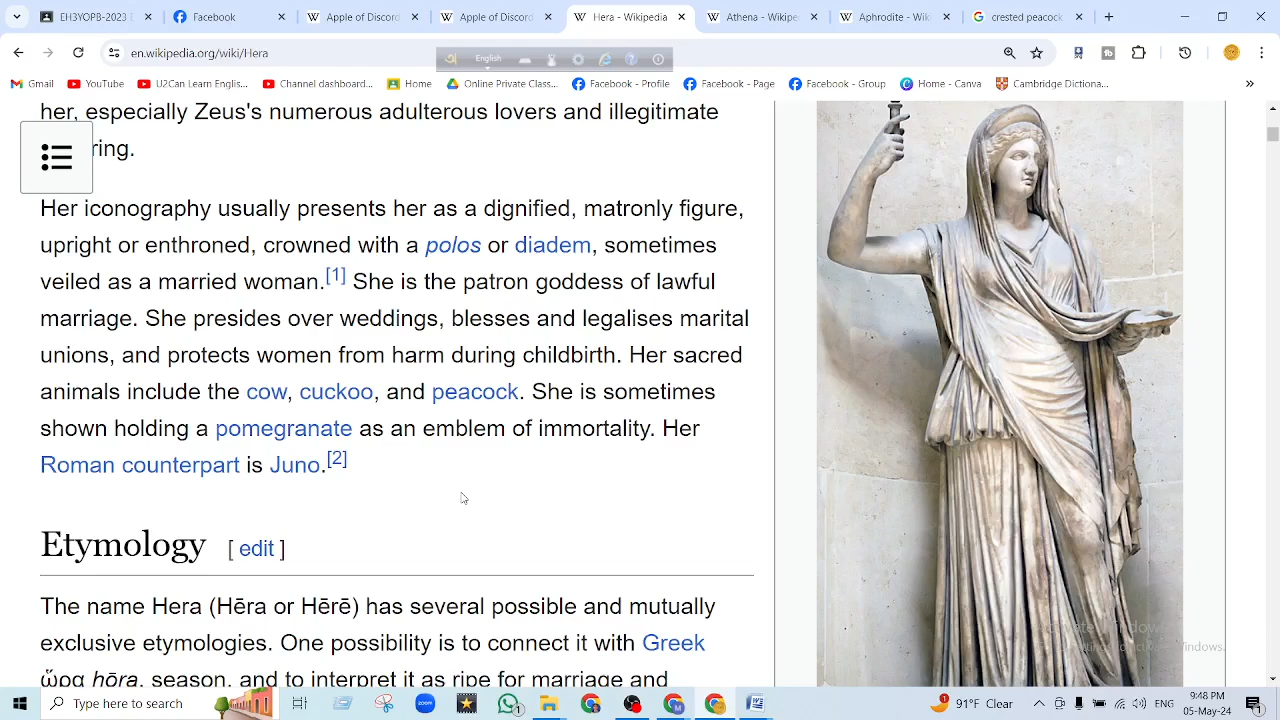 EH3YOPB-2023 I
Facebook
Apple of Discord
Apple of Discord
Hera - Wikipedia
Athena - Wikipe
Aphrodite - Wiki
crested peacock
en.wikipedia.org/wiki/Hera
English
Gmail
YouTube
U2Can Learn Englis...
Channel dashboard...
Home
Online Private Class...
Facebook - Profile
Facebook - Page
Facebook - Group
Home - Canva
Cambridge Dictionary...
her, especially Zeus's numerous adulterous lovers and illegitimate
ring.
Her iconography usually presents her as a dignified, matronly figure,
upright or enthroned, crowned with a polos or diadem, sometimes
veiled as a married woman.[1] She is the patron goddess of lawful
marriage. She presides over weddings, blesses and legalises marital
unions, and protects women from harm during childbirth. Her sacred
animals include the cow, cuckoo, and peacock. She is sometimes
shown holding a pomegranate as an emblem of immortality. Her
Roman counterpart is Juno.[2]
Etymology [ edit ]
The name Hera (Hēra or Hērē) has several possible and mutually
exclusive etymologies. One possibility is to connect it with Greek
ὥρα hōra, season, and to interpret it as ripe for marriage and
Type here to search
zoom
1
M
1
91°F Clear
ENG
9:48 PM
05-May-24
1